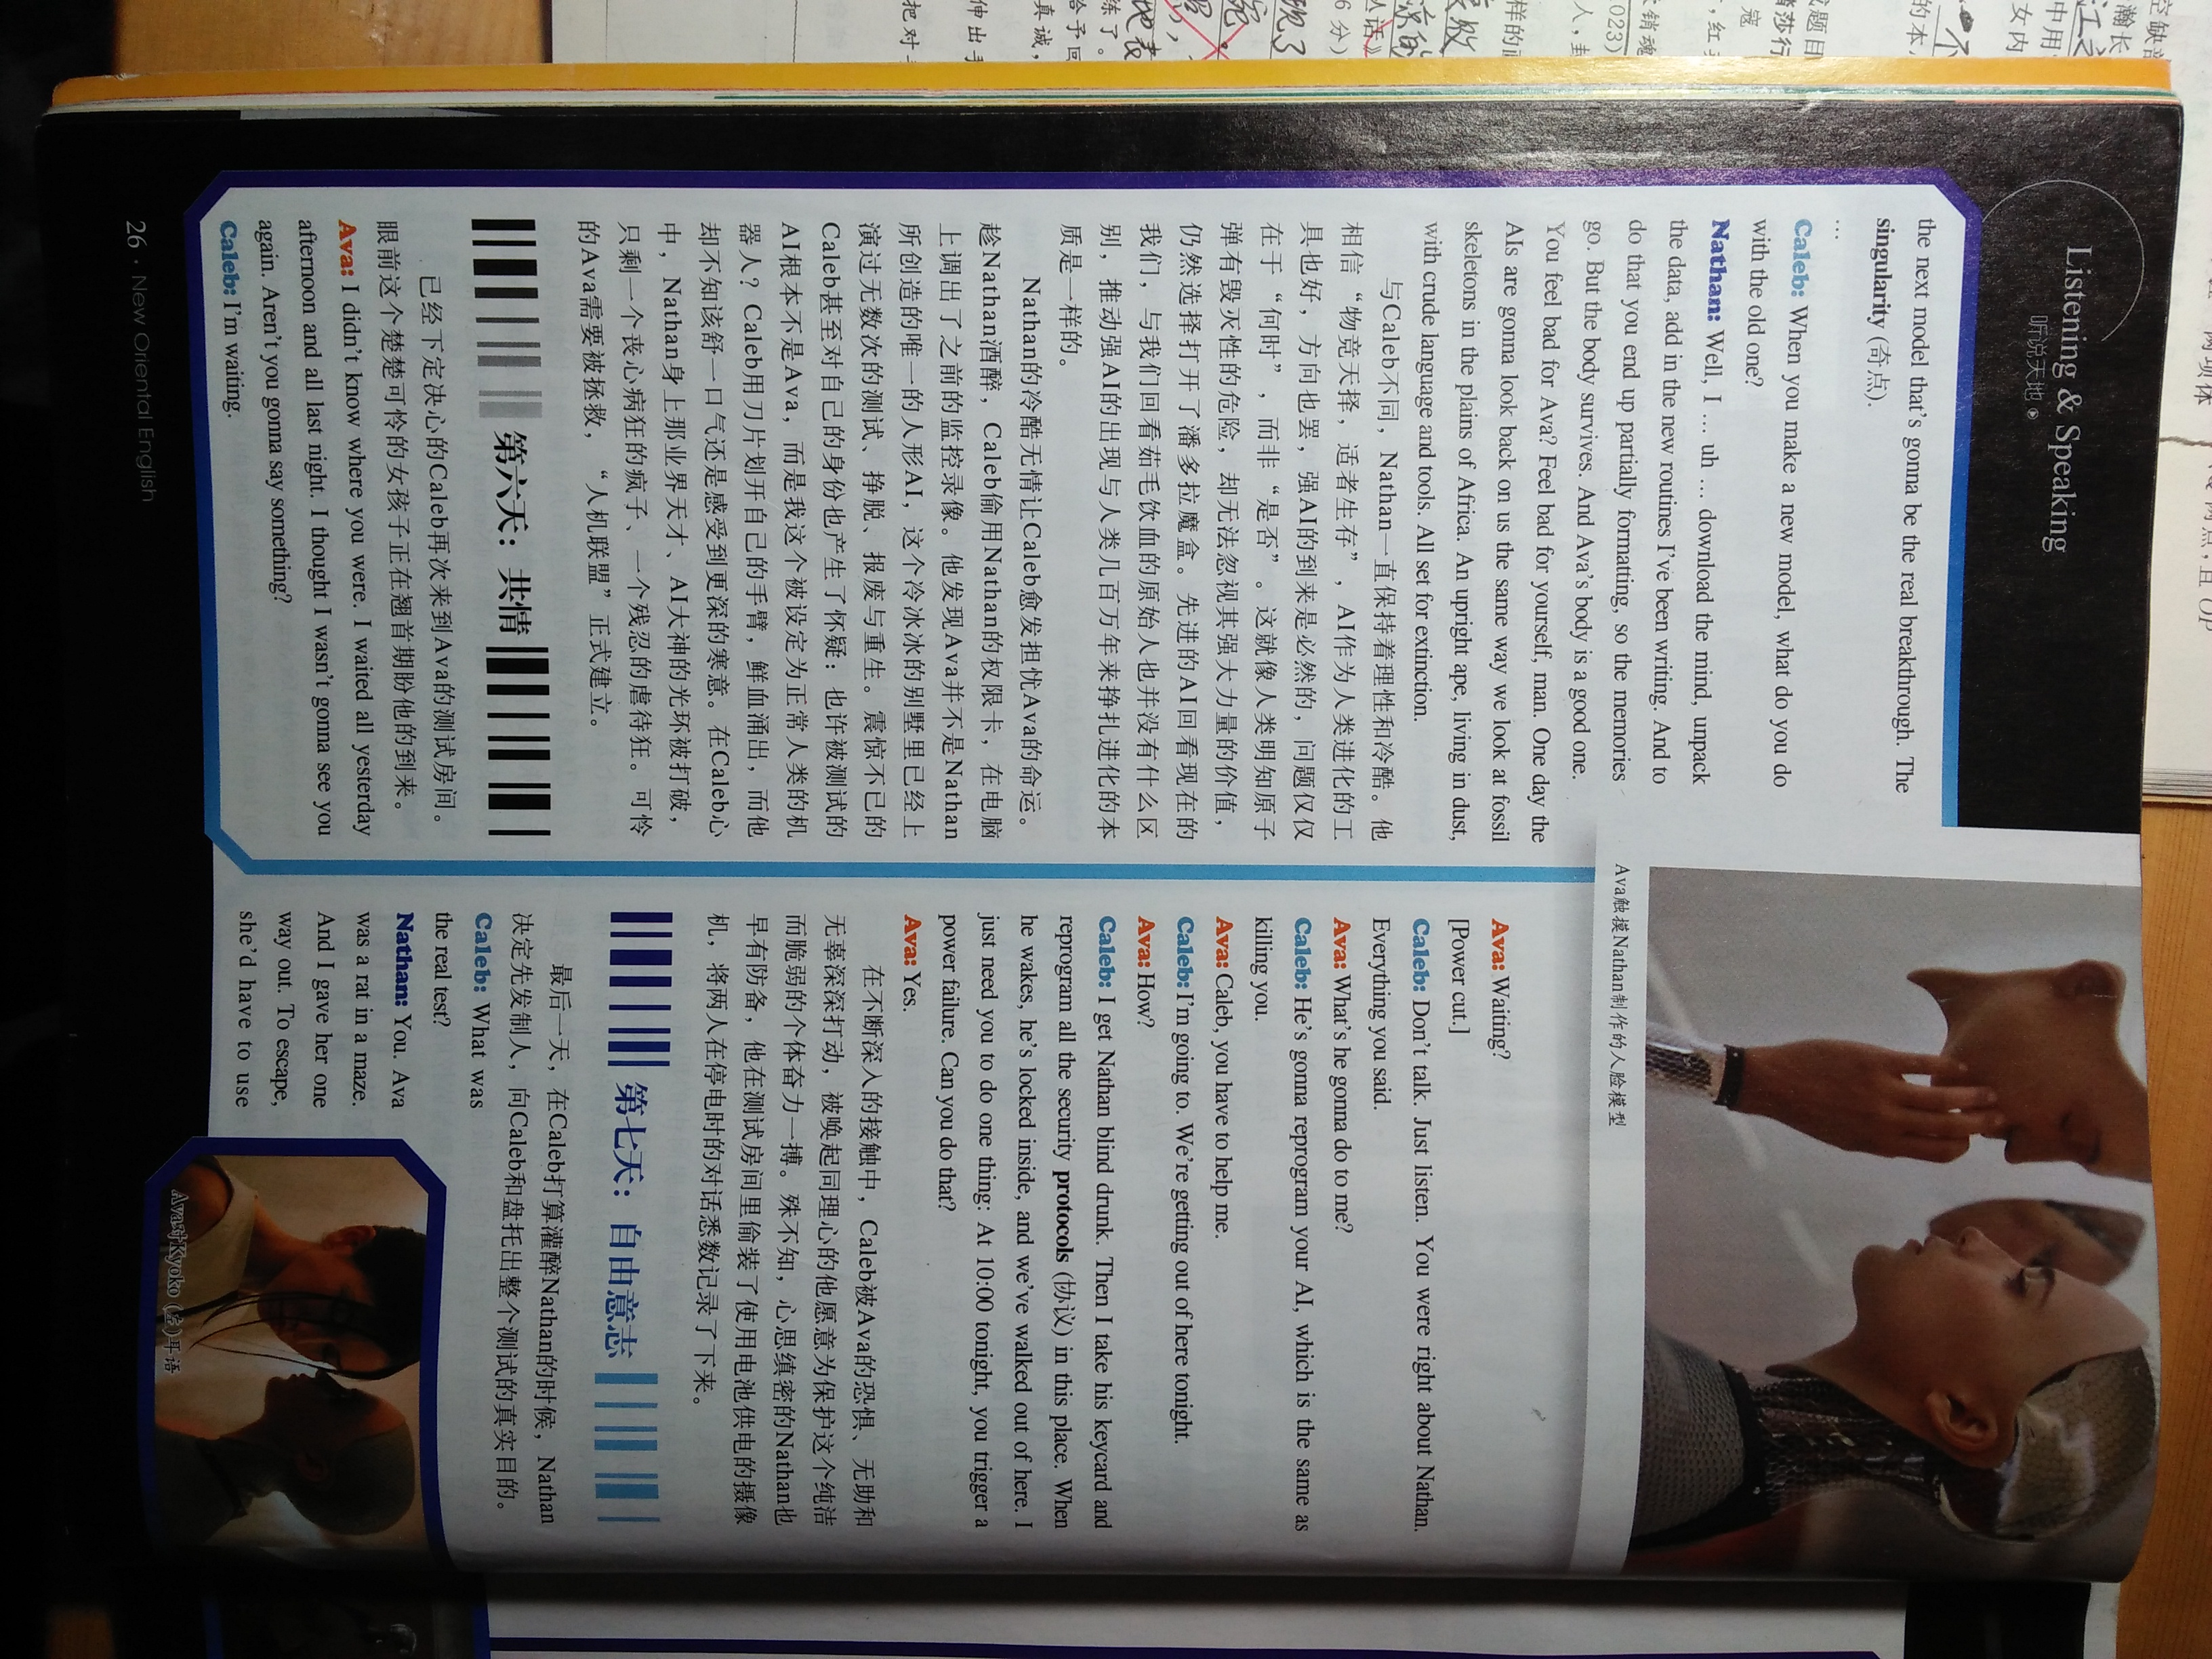 Listening & Speaking
听说天地
the next model that's gonna be the real breakthrough. The
singularity (奇点).
…
Caleb: When you make a new model, what do you do
with the old one?
Nathan: Well, I … uh … download the mind, unpack
the data, add in the new routines I've been writing. And to
do that you end up partially formatting, so the memories
go. But the body survives. And Ava's body is a good one.
You feel bad for Ava? Feel bad for yourself, man. One day the
AIs are gonna look back on us the same way we look at fossil
skeletons in the plains of Africa. An upright ape, living in dust,
with crude language and tools. All set for extinction.
与Caleb不同，Nathan一直保持着理性和冷酷。他
相信“物竞天择，适者生存”，AI作为人类进化的工
具也好，方向也罢，强AI的到来是必然的，问题仅仅
在于“何时”，而非“是否”。这就像人类明知原子
弹有毁灭性的危险，却无法忽视其强大力量的价值，
仍然选择打开了潘多拉魔盒。先进的AI回看现在的
我们，与我们回看茹毛饮血的原始人也并没有什么区
别，推动强AI的出现与人类几百万年来挣扎进化的本
质是一样的。
Nathan的冷酷无情让Caleb愈发担忧Ava的命运。
趁Nathan酒醉，Caleb偷用Nathan的权限卡，在电脑
上调出了之前的监控录像。他发现Ava并不是Nathan
所创造的唯一的人形AI，这个冷冰冰的别墅里已经上
演过无数次的测试、挣脱、报废与重生。震惊不已的
Caleb甚至对自己的身份也产生了怀疑：也许被测试的
AI根本不是Ava，而是我这个被设定为正常人类的机
器人？Caleb用刀片划开自己的手臂，鲜血涌出，而他
却不知该舒一口气还是感受到更深的寒意。在Caleb心
中，Nathan身上那业界天才、AI大神的光环被打破，
只剩一个丧心病狂的疯子、一个残忍的虐待狂。可怜
的Ava需要被拯救，“人机联盟”正式建立。
第六天：共情
已经下定决心的Caleb再次来到Ava的测试房间。
眼前这个楚楚可怜的女孩子正在翘首期盼他的到来。
Ava: I didn't know where you were. I waited all yesterday
afternoon and all last night. I thought I wasn't gonna see you
again. Aren't you gonna say something?
Caleb: I'm waiting.
Ava触摸Nathan制作的人脸模型
Ava: Waiting?
[Power cut.]
Caleb: Don't talk. Just listen. You were right about Nathan.
Everything you said.
Ava: What's he gonna do to me?
Caleb: He's gonna reprogram your AI, which is the same as
killing you.
Ava: Caleb, you have to help me.
Caleb: I'm going to. We're getting out of here tonight.
Ava: How?
Caleb: I get Nathan blind drunk. Then I take his keycard and
reprogram all the security protocols (协议) in this place. When
he wakes, he's locked inside, and we've walked out of here. I
just need you to do one thing: At 10:00 tonight, you trigger a
power failure. Can you do that?
Ava: Yes.
在不断深入的接触中，Caleb被Ava的恐惧、无助和
无辜深深打动，被唤起同理心的他愿意为保护这个纯洁
而脆弱的个体奋力一搏。殊不知，心思缜密的Nathan也
早有防备，他在测试房间里偷装了使用电池供电的摄像
机，将两人在停电时的对话悉数记录了下来。
第七天：自由意志
最后一天，在Caleb打算灌醉Nathan的时候，Nathan
决定先发制人，向Caleb和盘托出整个测试的真实目的。
Caleb: What was
the real test?
Nathan: You. Ava
was a rat in a maze.
And I gave her one
way out. To escape,
she'd have to use
Ava对Kyoko (左)耳语
26 · New Oriental English